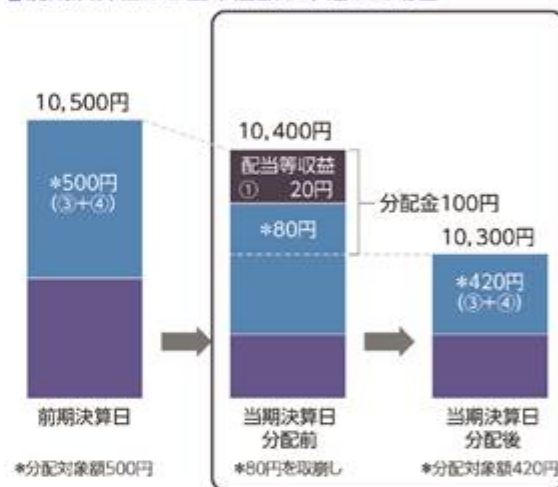 10,500円
*500円
(③+④)
10,400円
配当等収益
① 20円
*80円
分配金100円
10,300円
*420円
(③+④)
前期決算日
当期決算日
分配前
当期決算日
分配後
*分配対象額500円
*80円を取崩し
*分配対象額420円